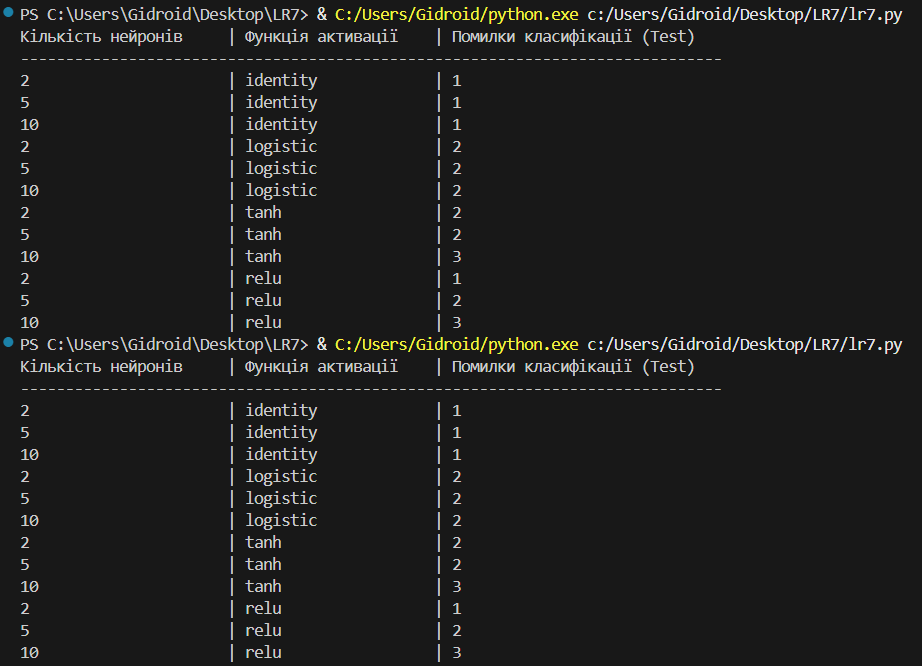 PS C:\Users\Gidroid\Desktop\LR7> & C:/Users/Gidroid/python.exe c:/Users/Gidroid/Desktop/LR7/lr7.py
Кількість нейронів | Функція активації | Помилки класифікації (Test)
------------------------------------------------------------------------------
2 | identity | 1
5 | identity | 1
10 | identity | 1
2 | logistic | 2
5 | logistic | 2
10 | logistic | 2
2 | tanh | 2
5 | tanh | 2
10 | tanh | 3
2 | relu | 1
5 | relu | 2
10 | relu | 3
PS C:\Users\Gidroid\Desktop\LR7> & C:/Users/Gidroid/python.exe c:/Users/Gidroid/Desktop/LR7/lr7.py
Кількість нейронів | Функція активації | Помилки класифікації (Test)
------------------------------------------------------------------------------
2 | identity | 1
5 | identity | 1
10 | identity | 1
2 | logistic | 2
5 | logistic | 2
10 | logistic | 2
2 | tanh | 2
5 | tanh | 2
10 | tanh | 3
2 | relu | 1
5 | relu | 2
10 | relu | 3